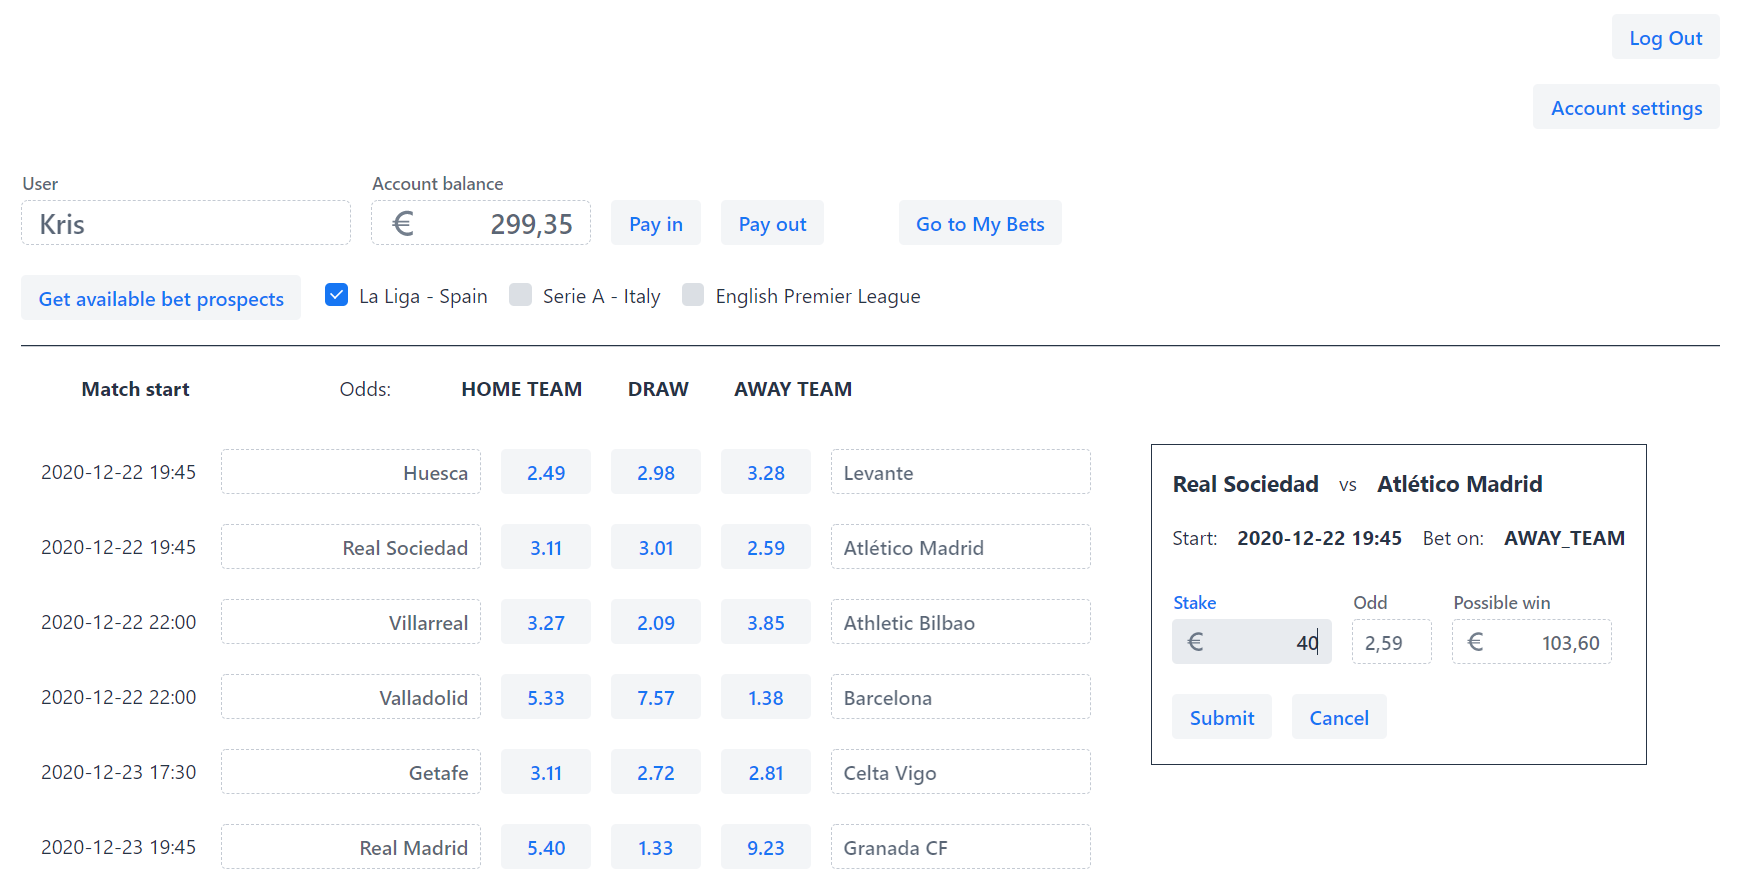 Log Out
Account settings
User Account balance
Kris € 299,35 Pay in Pay out Go to My Bets
Get available bet prospects La Liga - Spain Serie A - Italy English Premier League
Match start Odds: HOME TEAM DRAW AWAY TEAM
2020-12-22 19:45 Huesca 2.49 2.98 3.28 Levante
2020-12-22 19:45 Real Sociedad 3.11 3.01 2.59 Atlético Madrid
2020-12-22 22:00 Villarreal 3.27 2.09 3.85 Athletic Bilbao
2020-12-22 22:00 Valladolid 5.33 7.57 1.38 Barcelona
2020-12-23 17:30 Getafe 3.11 2.72 2.81 Celta Vigo
2020-12-23 19:45 Real Madrid 5.40 1.33 9.23 Granada CF
Real Sociedad vs Atlético Madrid
Start: 2020-12-22 19:45 Bet on: AWAY_TEAM
Stake Odd Possible win
€ 40 2,59 € 103,60
Submit Cancel